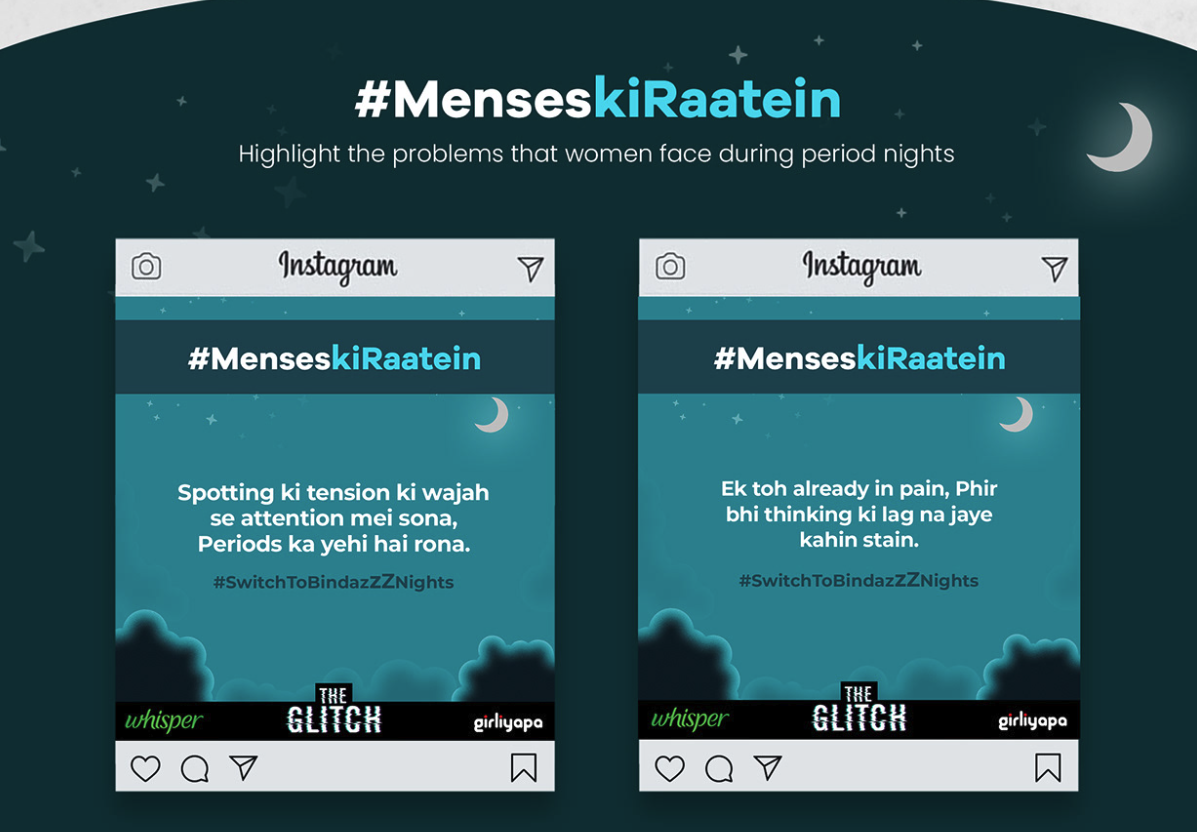 #MenseskiRaatein
Highlight the problems that women face during period nights
Instagram
#MenseskiRaatein
Spotting ki tension ki wajah
se attention mei sona,
Periods ka yehi hai rona.
#SwitchToBindazzZNights
whisper
THE
GLITCH
girliyapa
Instagram
#MenseskiRaatein
Ek toh already in pain, Phir
bhi thinking ki lag na jaye
kahin stain.
#SwitchToBindazzZNights
whisper
THE
GLITCH
girliyapa